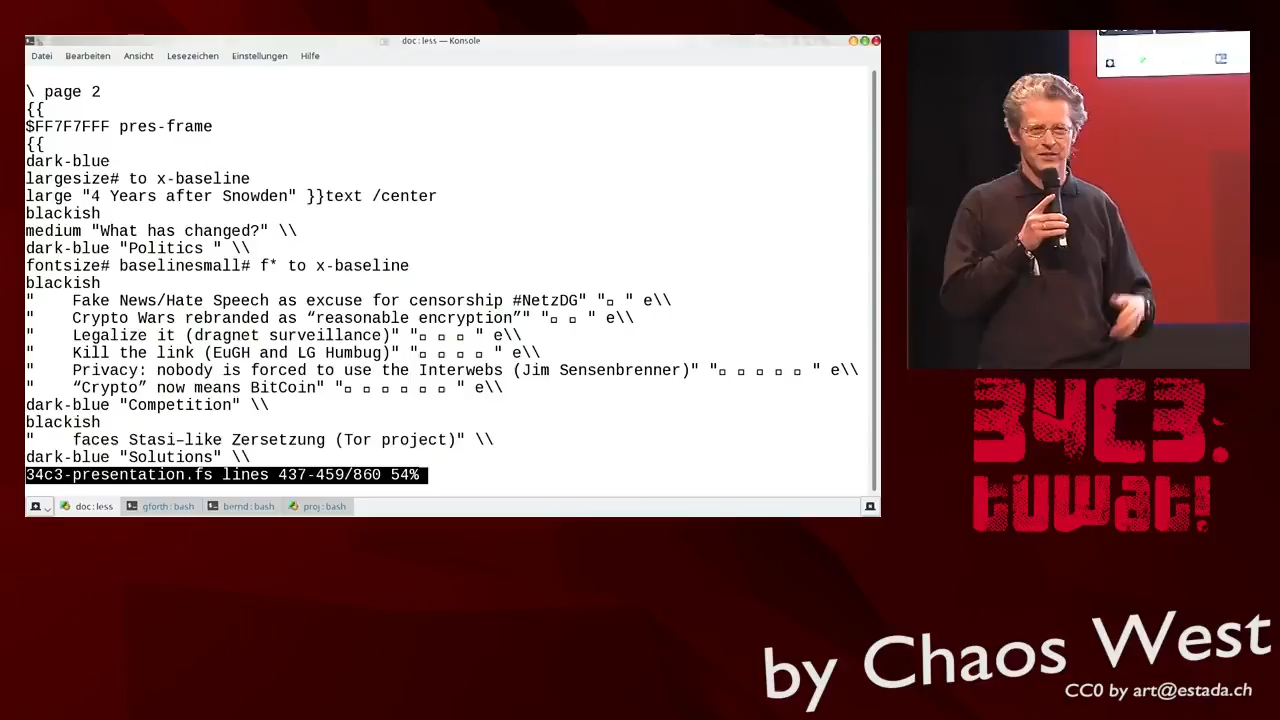 doc : less — Konsole
Datei Bearbeiten Ansicht Lesezeichen Einstellungen Hilfe
\ page 2
{{
$FF7F7FFF pres-frame
{{
dark-blue
largesize# to x-baseline
large "4 Years after Snowden" }}text /center
blackish
medium "What has changed?" \\
dark-blue "Politics " \\
fontsize# baselinesmall# f* to x-baseline
blackish
" Fake News/Hate Speech as excuse for censorship #NetzDG" "▯ " e\\
" Crypto Wars rebranded as “reasonable encryption”" "▯ ▯ " e\\
" Legalize it (dragnet surveillance)" "▯ ▯ ▯ " e\\
" Kill the link (EuGH and LG Humbug)" "▯ ▯ ▯ ▯ " e\\
" Privacy: nobody is forced to use the Interwebs (Jim Sensenbrenner)" "▯ ▯ ▯ ▯ ▯ " e\\
" “Crypto” now means BitCoin" "▯ ▯ ▯ ▯ ▯ ▯ " e\\
dark-blue "Competition" \\
blackish
" faces Stasi–like Zersetzung (Tor project)" \\
dark-blue "Solutions" \\
34c3-presentation.fs lines 437-459/860 54%
doc : less gforth : bash bernd : bash proj : bash
34C3:
tuwat!
by Chaos West
CC0 by art@estada.ch